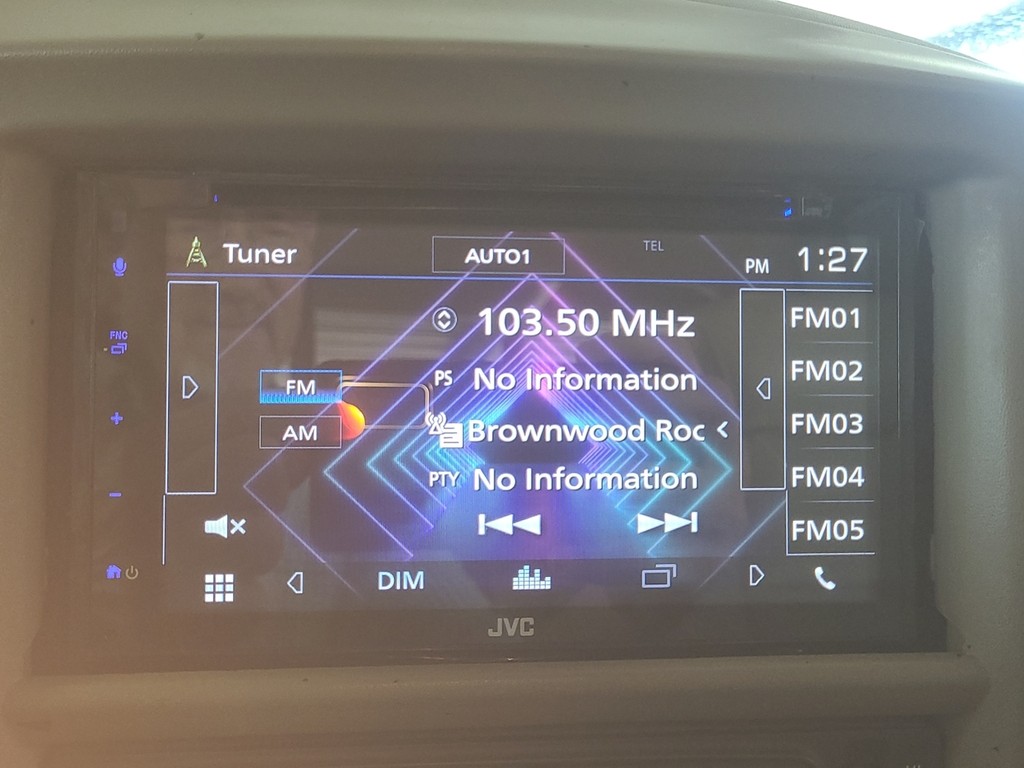 Tuner
AUTO1
TEL
PM 1:27
103.50 MHz
FM01
PS No Information
FM02
FM
Brownwood Roc
FM03
AM
PTY No Information
FM04
FM05
FNC
DIM
JVC